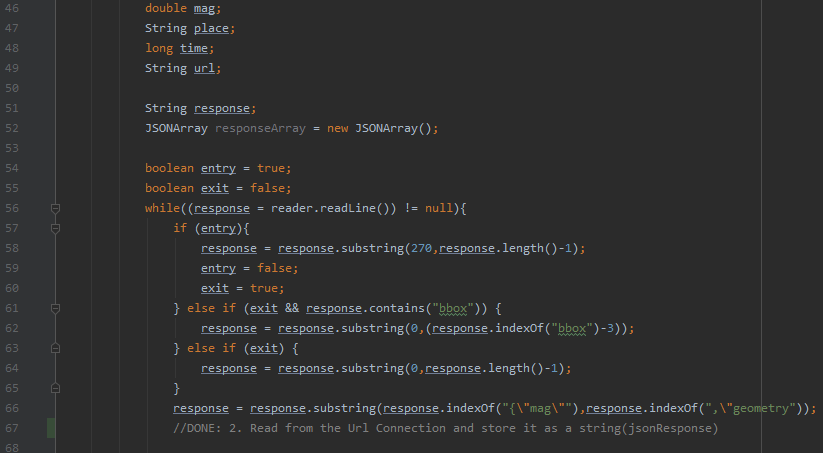 46 double mag;
47 String place;
48 long time;
49 String url;
50
51 String response;
52 JSONArray responseArray = new JSONArray();
53
54 boolean entry = true;
55 boolean exit = false;
56 while((response = reader.readLine()) != null){
57 if (entry){
58 response = response.substring(270,response.length()-1);
59 entry = false;
60 exit = true;
61 } else if (exit && response.contains("bbox")) {
62 response = response.substring(0,(response.indexOf("bbox")-3));
63 } else if (exit) {
64 response = response.substring(0,response.length()-1);
65 }
66 response = response.substring(response.indexOf("{\"mag\""),response.indexOf(",\"geometry"));
67 //DONE: 2. Read from the Url Connection and store it as a string(jsonResponse)
68